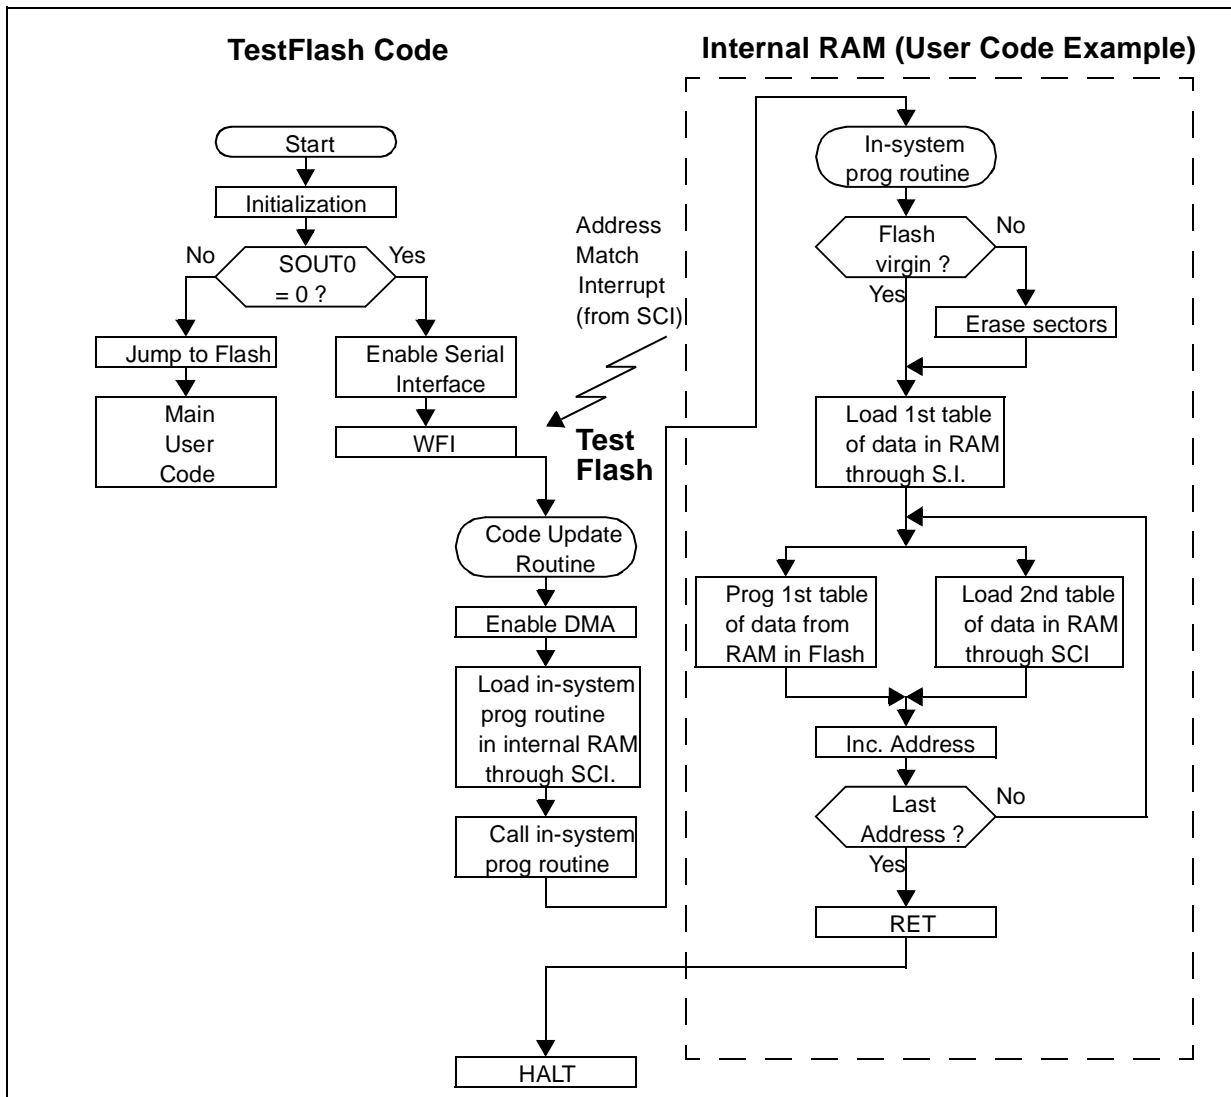 TestFlash Code
Start
Initialization
No
SOUT0
= 0 ?
Yes
Jump to Flash
Main
User
Code
Enable Serial
Interface
WFI
Address
Match
Interrupt
(from SCI)
Test
Flash
Code Update
Routine
Enable DMA
Load in-system
prog routine
in internal RAM
through SCI.
Call in-system
prog routine
HALT
Internal RAM (User Code Example)
In-system
prog routine
Flash
virgin ?
No
Yes
Erase sectors
Load 1st table
of data in RAM
through S.I.
Prog 1st table
of data from
RAM in Flash
Load 2nd table
of data in RAM
through SCI
Inc. Address
Last
Address ?
No
Yes
RET